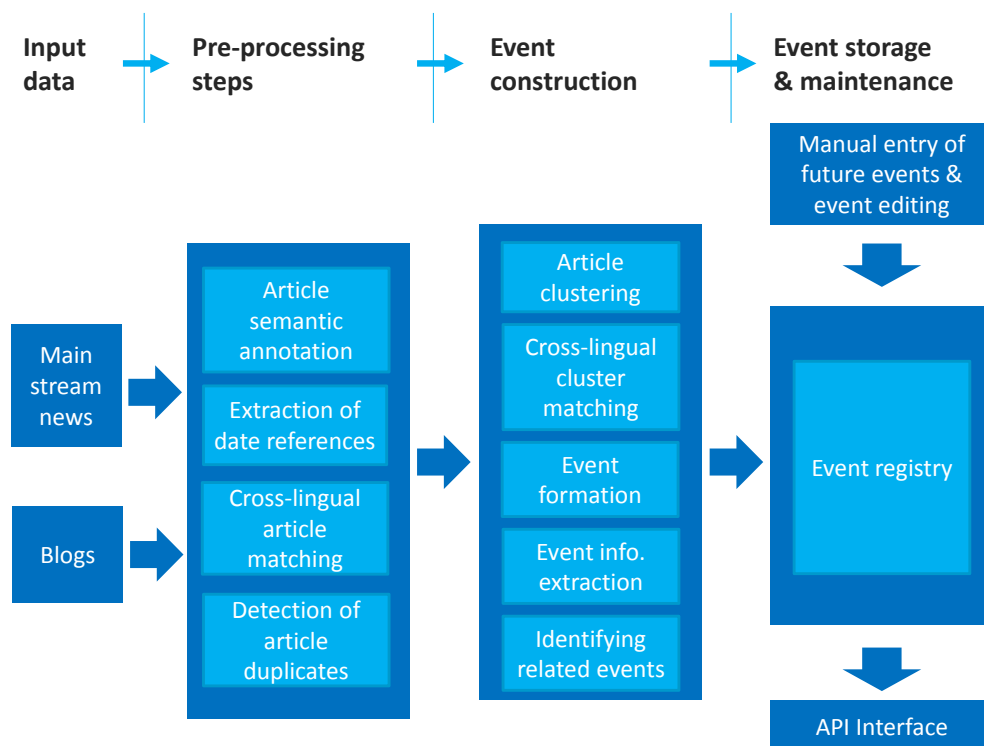 Input
data
Pre-processing
steps
Event
construction
Event storage
& maintenance
Main
stream
news
Blogs
Article
semantic
annotation
Extraction of
date references
Cross-lingual
article
matching
Detection of
article
duplicates
Article
clustering
Cross-lingual
cluster
matching
Event
formation
Event info.
extraction
Identifying
related events
Manual entry of
future events &
event editing
Event registry
API Interface